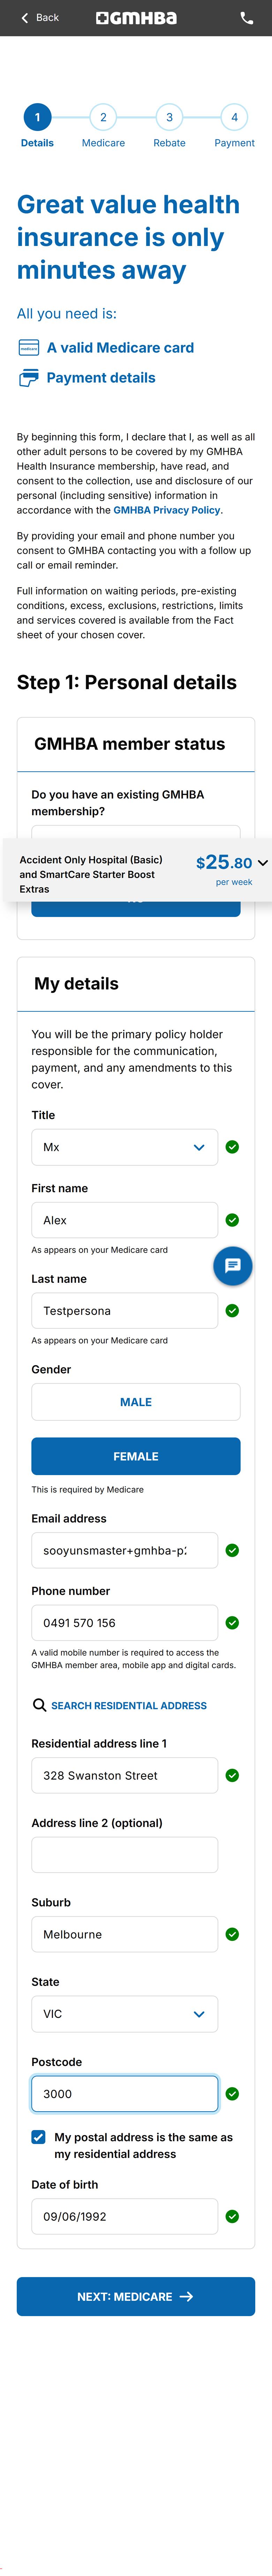 Back
GMHBA
1
2
3
4
Details
Medicare
Rebate
Payment
Great value health
insurance is only
minutes away
All you need is:
medicare
A valid Medicare card
Payment details
By beginning this form, I declare that I, as well as all
other adult persons to be covered by my GMHBA
Health Insurance membership, have read, and
consent to the collection, use and disclosure of our
personal (including sensitive) information in
accordance with the GMHBA Privacy Policy.
By providing your email and phone number you
consent to GMHBA contacting you with a follow up
call or email reminder.
Full information on waiting periods, pre-existing
conditions, excess, exclusions, restrictions, limits
and services covered is available from the Fact
sheet of your chosen cover.
Step 1: Personal details
GMHBA member status
Do you have an existing GMHBA
membership?
Accident Only Hospital (Basic)
and SmartCare Starter Boost
Extras
$25.80
per week
My details
You will be the primary policy holder
responsible for the communication,
payment, and any amendments to this
cover.
Title
Mx
First name
Alex
As appears on your Medicare card
Last name
Testpersona
As appears on your Medicare card
Gender
MALE
FEMALE
This is required by Medicare
Email address
sooyunsmaster+gmhba-p
Phone number
0491 570 156
A valid mobile number is required to access the
GMHBA member area, mobile app and digital cards.
SEARCH RESIDENTIAL ADDRESS
Residential address line 1
328 Swanston Street
Address line 2 (optional)
Suburb
Melbourne
State
VIC
Postcode
3000
My postal address is the same as
my residential address
Date of birth
09/06/1992
NEXT: MEDICARE